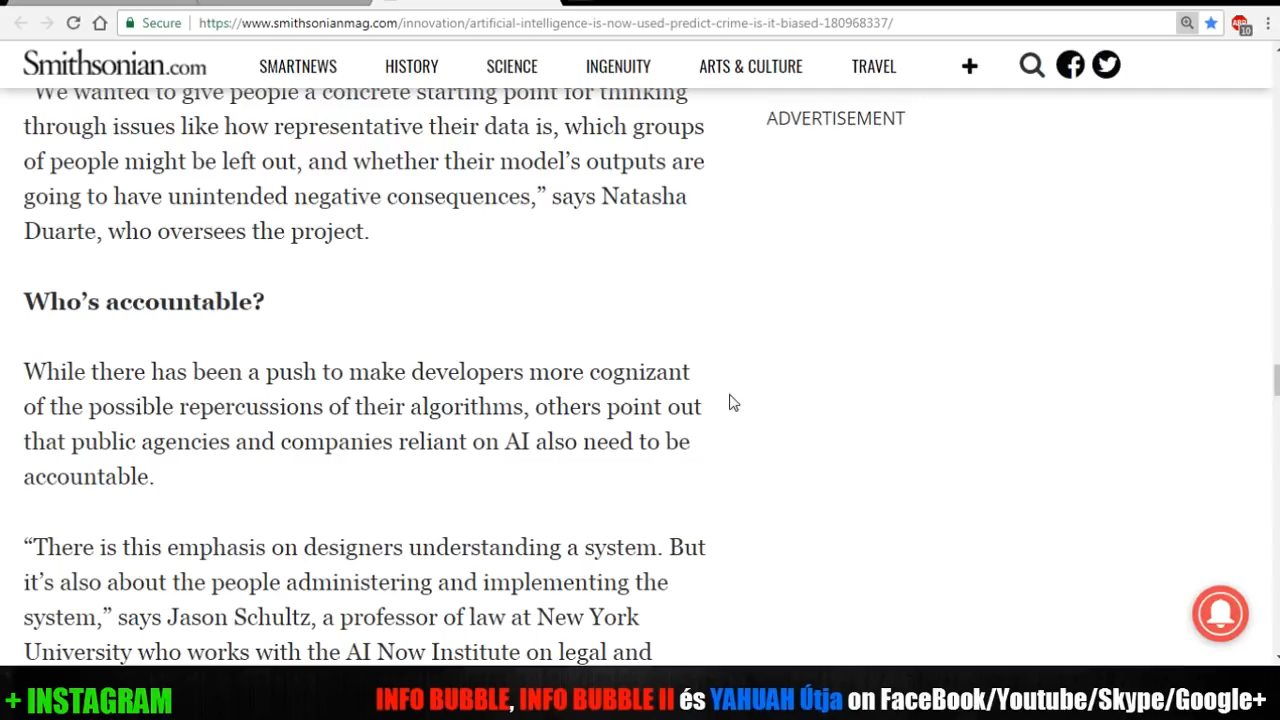 Secure https://www.smithsonianmag.com/innovation/artificial-intelligence-is-now-used-predict-crime-is-it-biased-180968337/
ABP
10
Smithsonian.com SMARTNEWS HISTORY SCIENCE INGENUITY ARTS & CULTURE TRAVEL
“We wanted to give people a concrete starting point for thinking
through issues like how representative their data is, which groups
of people might be left out, and whether their model’s outputs are
going to have unintended negative consequences,” says Natasha
Duarte, who oversees the project.
ADVERTISEMENT
Who’s accountable?
While there has been a push to make developers more cognizant
of the possible repercussions of their algorithms, others point out
that public agencies and companies reliant on AI also need to be
accountable.
“There is this emphasis on designers understanding a system. But
it’s also about the people administering and implementing the
system,” says Jason Schultz, a professor of law at New York
University who works with the AI Now Institute on legal and
+ INSTAGRAM INFO BUBBLE, INFO BUBBLE II és YAHUAH Útja on FaceBook/Youtube/Skype/Google+